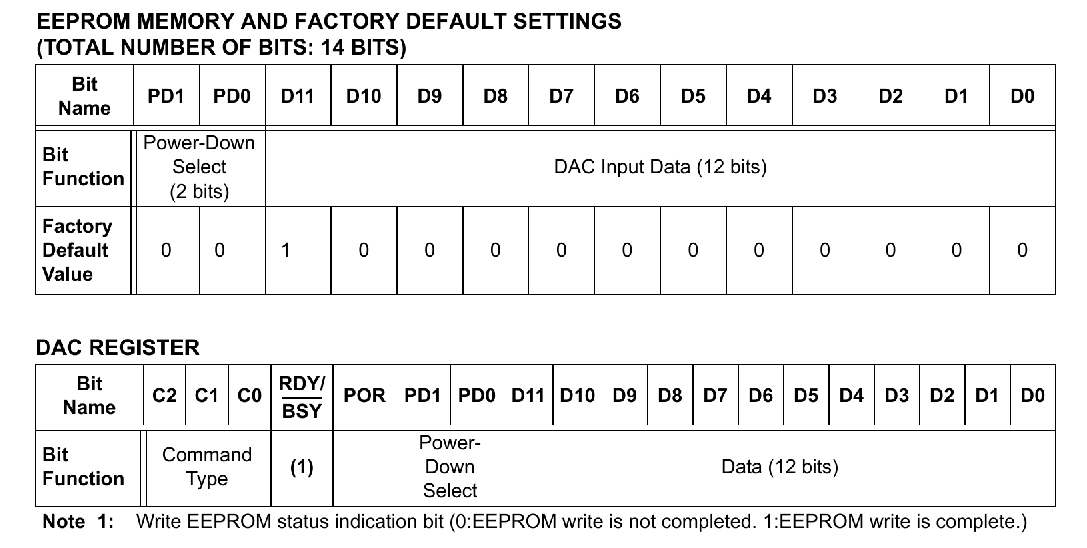 EEPROM MEMORY AND FACTORY DEFAULT SETTINGS
(TOTAL NUMBER OF BITS: 14 BITS)
Bit Name PD1 PD0 D11 D10 D9 D8 D7 D6 D5 D4 D3 D2 D1 D0
Bit Function Power-Down Select (2 bits) DAC Input Data (12 bits)
Factory Default Value 0 0 1 0 0 0 0 0 0 0 0 0 0 0
DAC REGISTER
Bit Name C2 C1 C0 RDY/BSY POR PD1 PD0 D11 D10 D9 D8 D7 D6 D5 D4 D3 D2 D1 D0
Bit Function Command Type (1) Power-Down Select Data (12 bits)
Note 1: Write EEPROM status indication bit (0:EEPROM write is not completed. 1:EEPROM write is complete.)